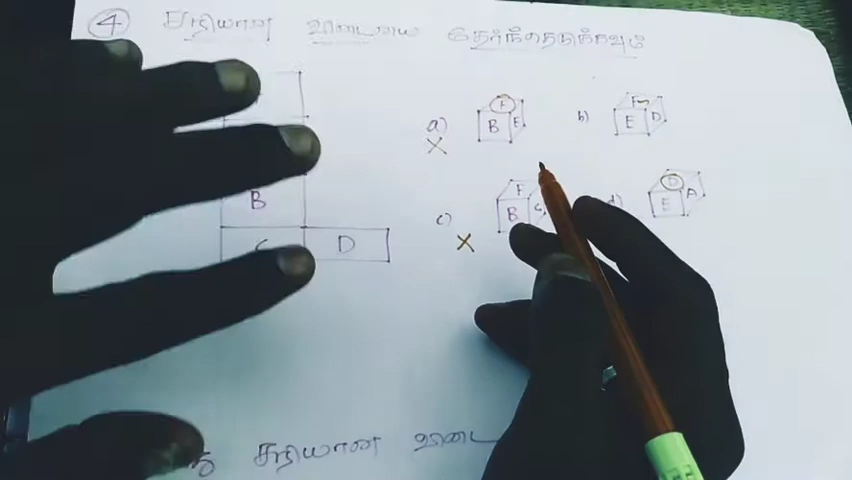 ④ சரியான விடையை தேர்ந்தெடுக்கவும்
a) F B E
b) F E D
B
c) F B
d) D E A
D
சரியான விடை